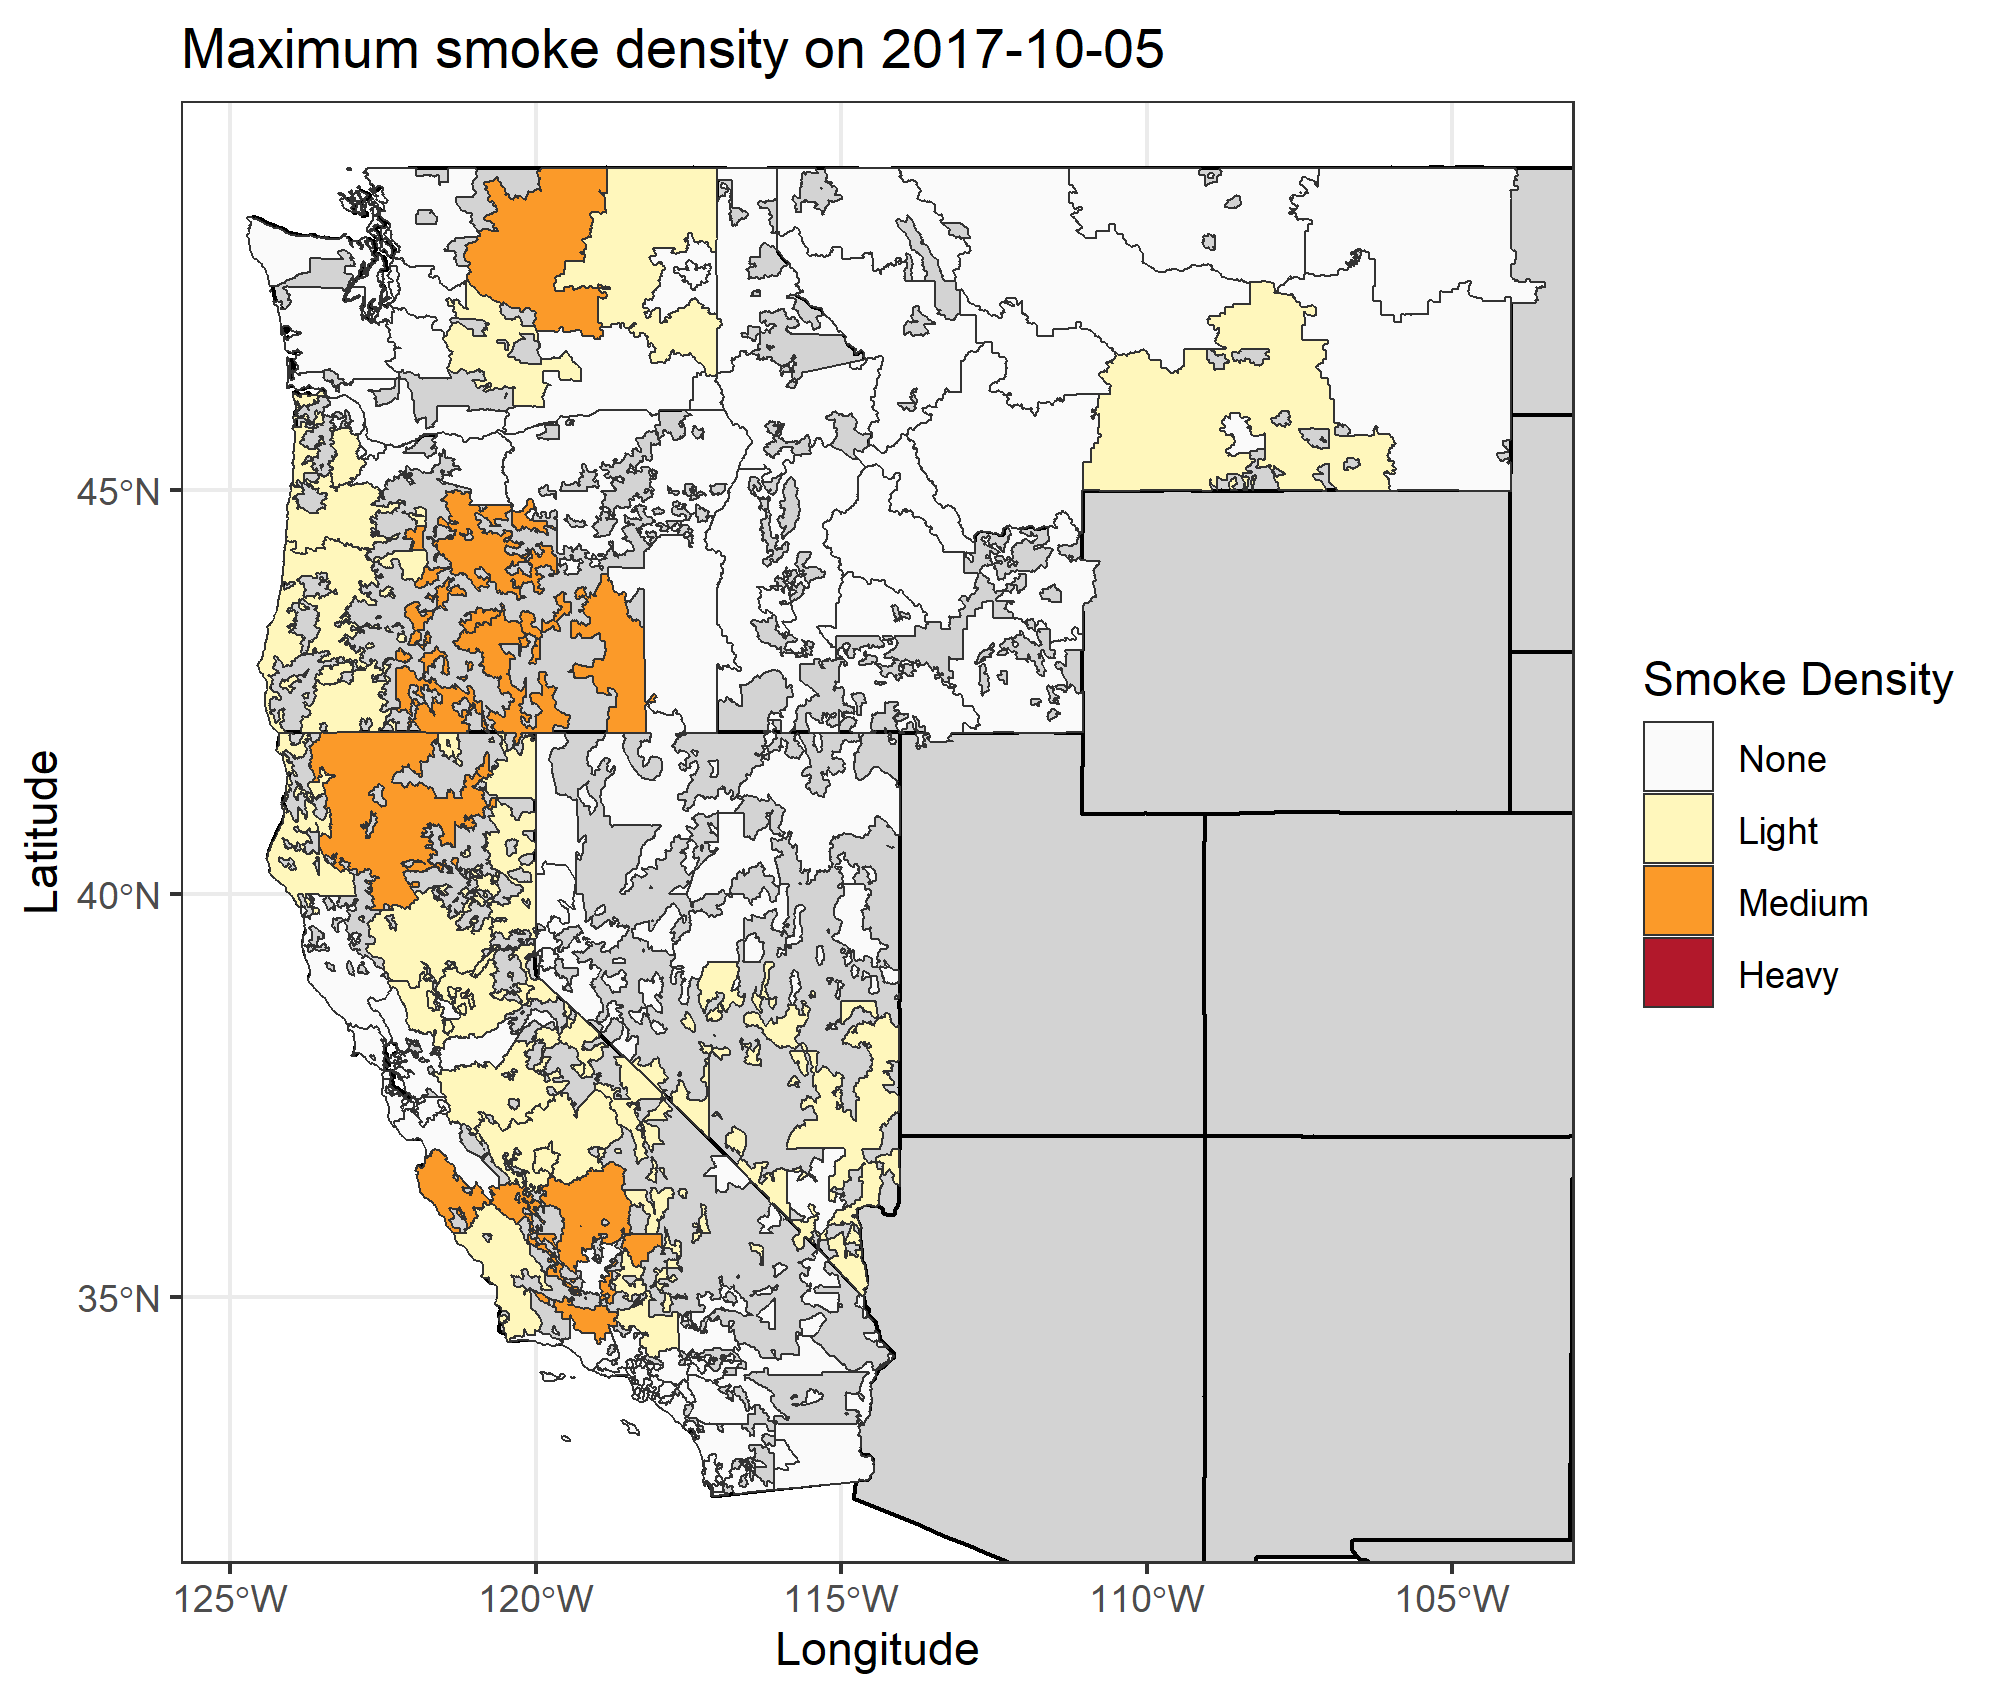 Maximum smoke density on 2017-10-05
45°N
40°N
35°N
Latitude
125°W
120°W
115°W
110°W
105°W
Longitude
Smoke Density
None
Light
Medium
Heavy